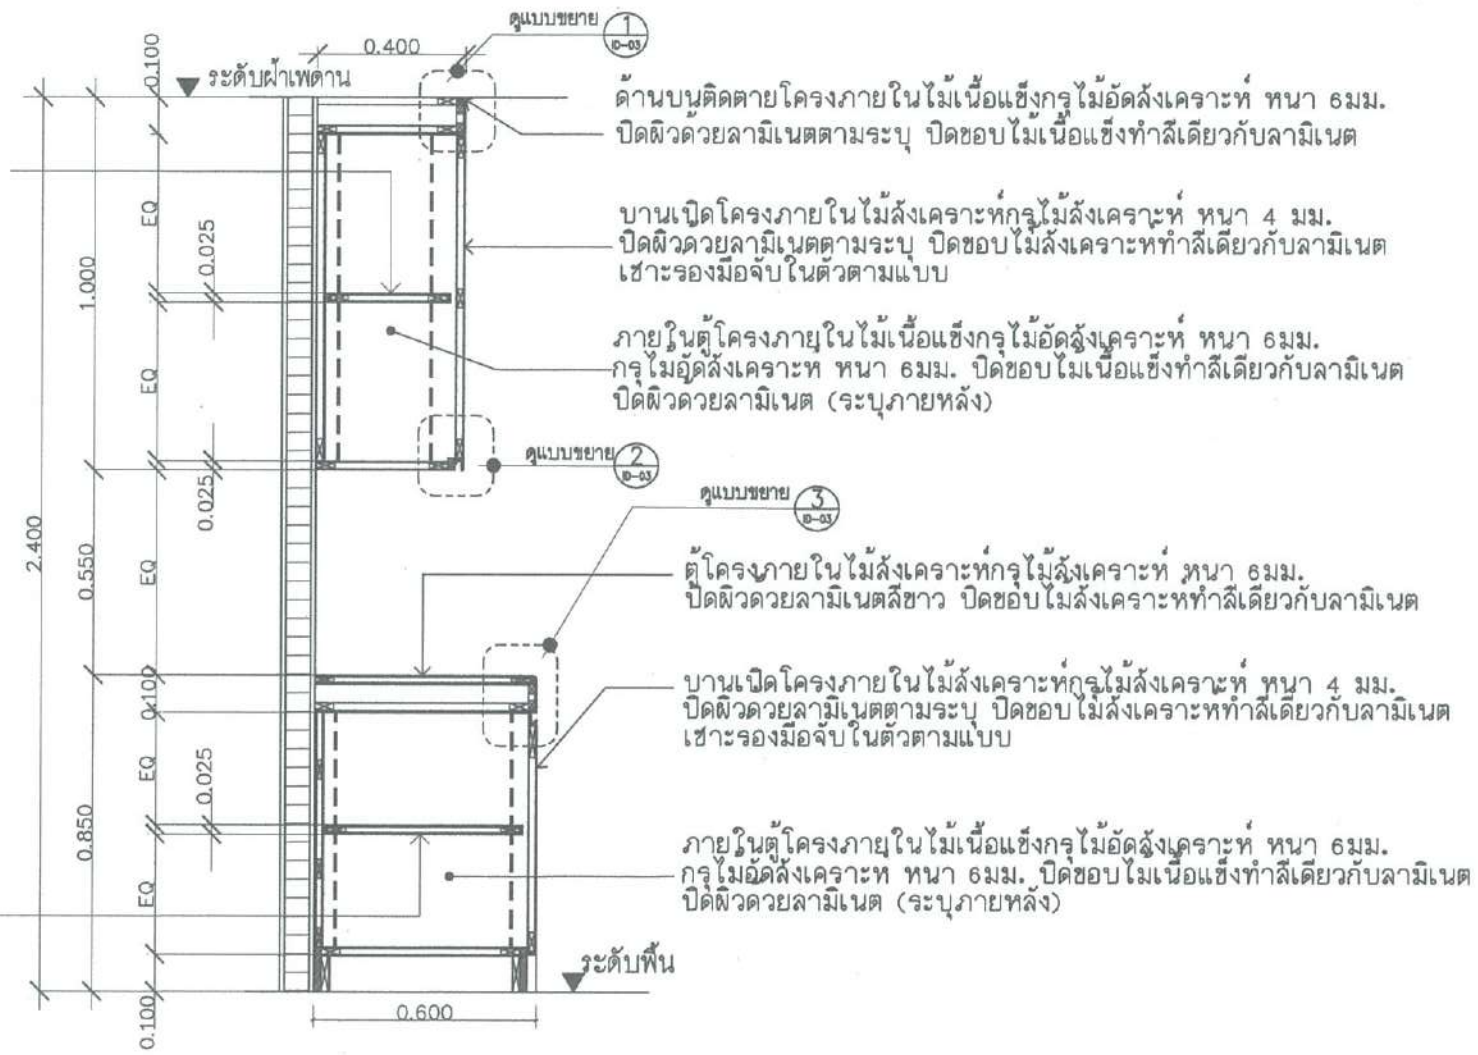 ดูแบบขยาย 1
ID-03
0.400
0.100
ระดับฝ้าเพดาน
ด้านบนติดตายโครงภายในไม้เนื้อแข็งกรุไม้อัดสังเคราะห์ หนา 6มม.
ปิดผิวด้วยลามิเนตตามระบุ ปิดขอบไม้เนื้อแข็งทำสีเดียวกับลามิเนต
บานเปิดโครงภายในไม้สังเคราะห์กรุไม้สังเคราะห์ หนา 4 มม.
ปิดผิวด้วยลามิเนตตามระบุ ปิดขอบไม้สังเคราะห์ทำสีเดียวกับลามิเนต
เซาะร่องมือจับในตัวตามแบบ
EQ
0.025
1.000
ภายในตู้โครงภายในไม้เนื้อแข็งกรุไม้อัดสังเคราะห์ หนา 6มม.
กรุไม้อัดสังเคราะห์ หนา 6มม. ปิดขอบไม้เนื้อแข็งทำสีเดียวกับลามิเนต
ปิดผิวด้วยลามิเนต (ระบุภายหลัง)
EQ
ดูแบบขยาย 2
ID-03
0.025
ดูแบบขยาย 3
ID-03
2.400
0.550
EQ
ตู้โครงภายในไม้สังเคราะห์กรุไม้สังเคราะห์ หนา 6มม.
ปิดผิวด้วยลามิเนตสีขาว ปิดขอบไม้สังเคราะห์ทำสีเดียวกับลามิเนต
0.100
บานเปิดโครงภายในไม้สังเคราะห์กรุไม้สังเคราะห์ หนา 4 มม.
ปิดผิวด้วยลามิเนตตามระบุ ปิดขอบไม้สังเคราะห์ทำสีเดียวกับลามิเนต
เซาะร่องมือจับในตัวตามแบบ
EQ
0.025
0.850
ภายในตู้โครงภายในไม้เนื้อแข็งกรุไม้อัดสังเคราะห์ หนา 6มม.
กรุไม้อัดสังเคราะห์ หนา 6มม. ปิดขอบไม้เนื้อแข็งทำสีเดียวกับลามิเนต
ปิดผิวด้วยลามิเนต (ระบุภายหลัง)
EQ
ระดับพื้น
0.100
0.600